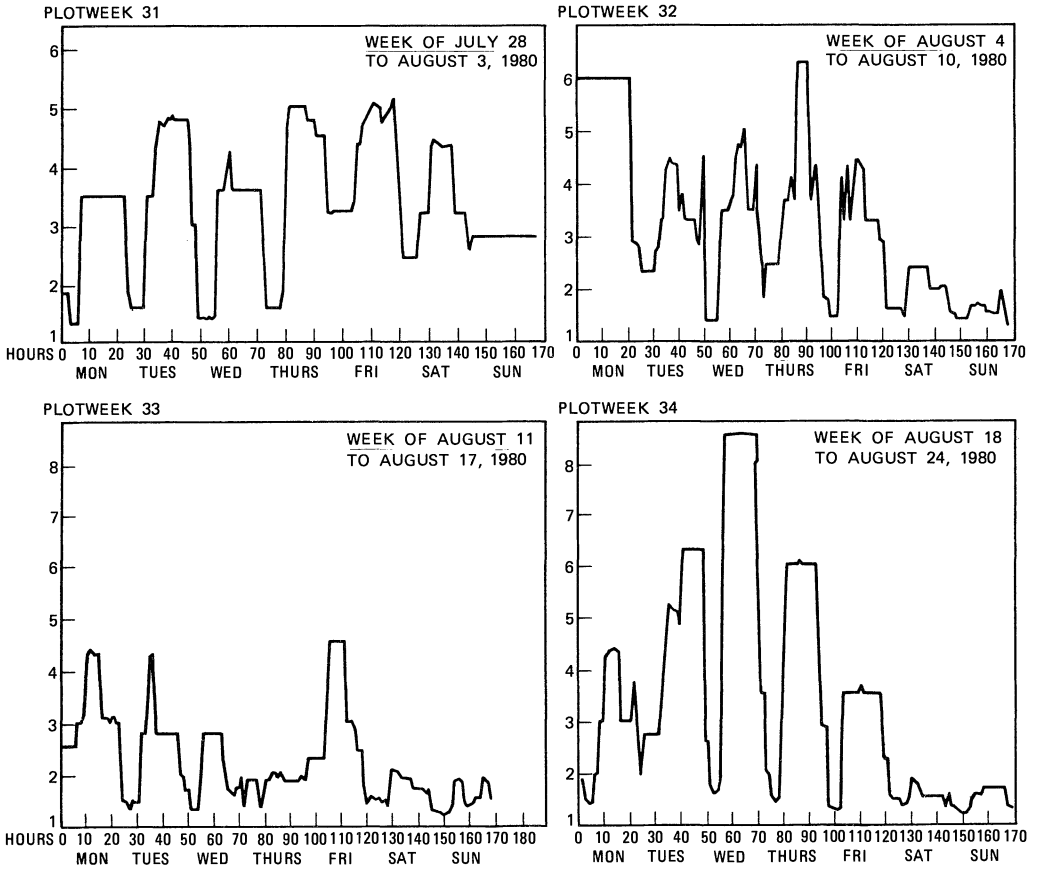 PLOTWEEK 31
WEEK OF JULY 28
TO AUGUST 3, 1980
6
5
4
3
2
1
HOURS 0 10 20 30 40 50 60 70 80 90 100 110 120 130 140 150 160 170
MON TUES WED THURS FRI SAT SUN
PLOTWEEK 32
WEEK OF AUGUST 4
TO AUGUST 10, 1980
6
5
4
3
2
1
0 10 20 30 40 50 60 70 80 90 100 110 120 130 140 150 160 170
MON TUES WED THURS FRI SAT SUN
PLOTWEEK 33
WEEK OF AUGUST 11
TO AUGUST 17, 1980
8
7
6
5
4
3
2
1
HOURS 0 10 20 30 40 50 60 70 80 90 100 110 120 130 140 150 160 170 180
MON TUES WED THURS FRI SAT SUN
PLOTWEEK 34
WEEK OF AUGUST 18
TO AUGUST 24, 1980
8
7
6
5
4
3
2
1
0 10 20 30 40 50 60 70 80 90 100 110 120 130 140 150 160 170
MON TUES WED THURS FRI SAT SUN